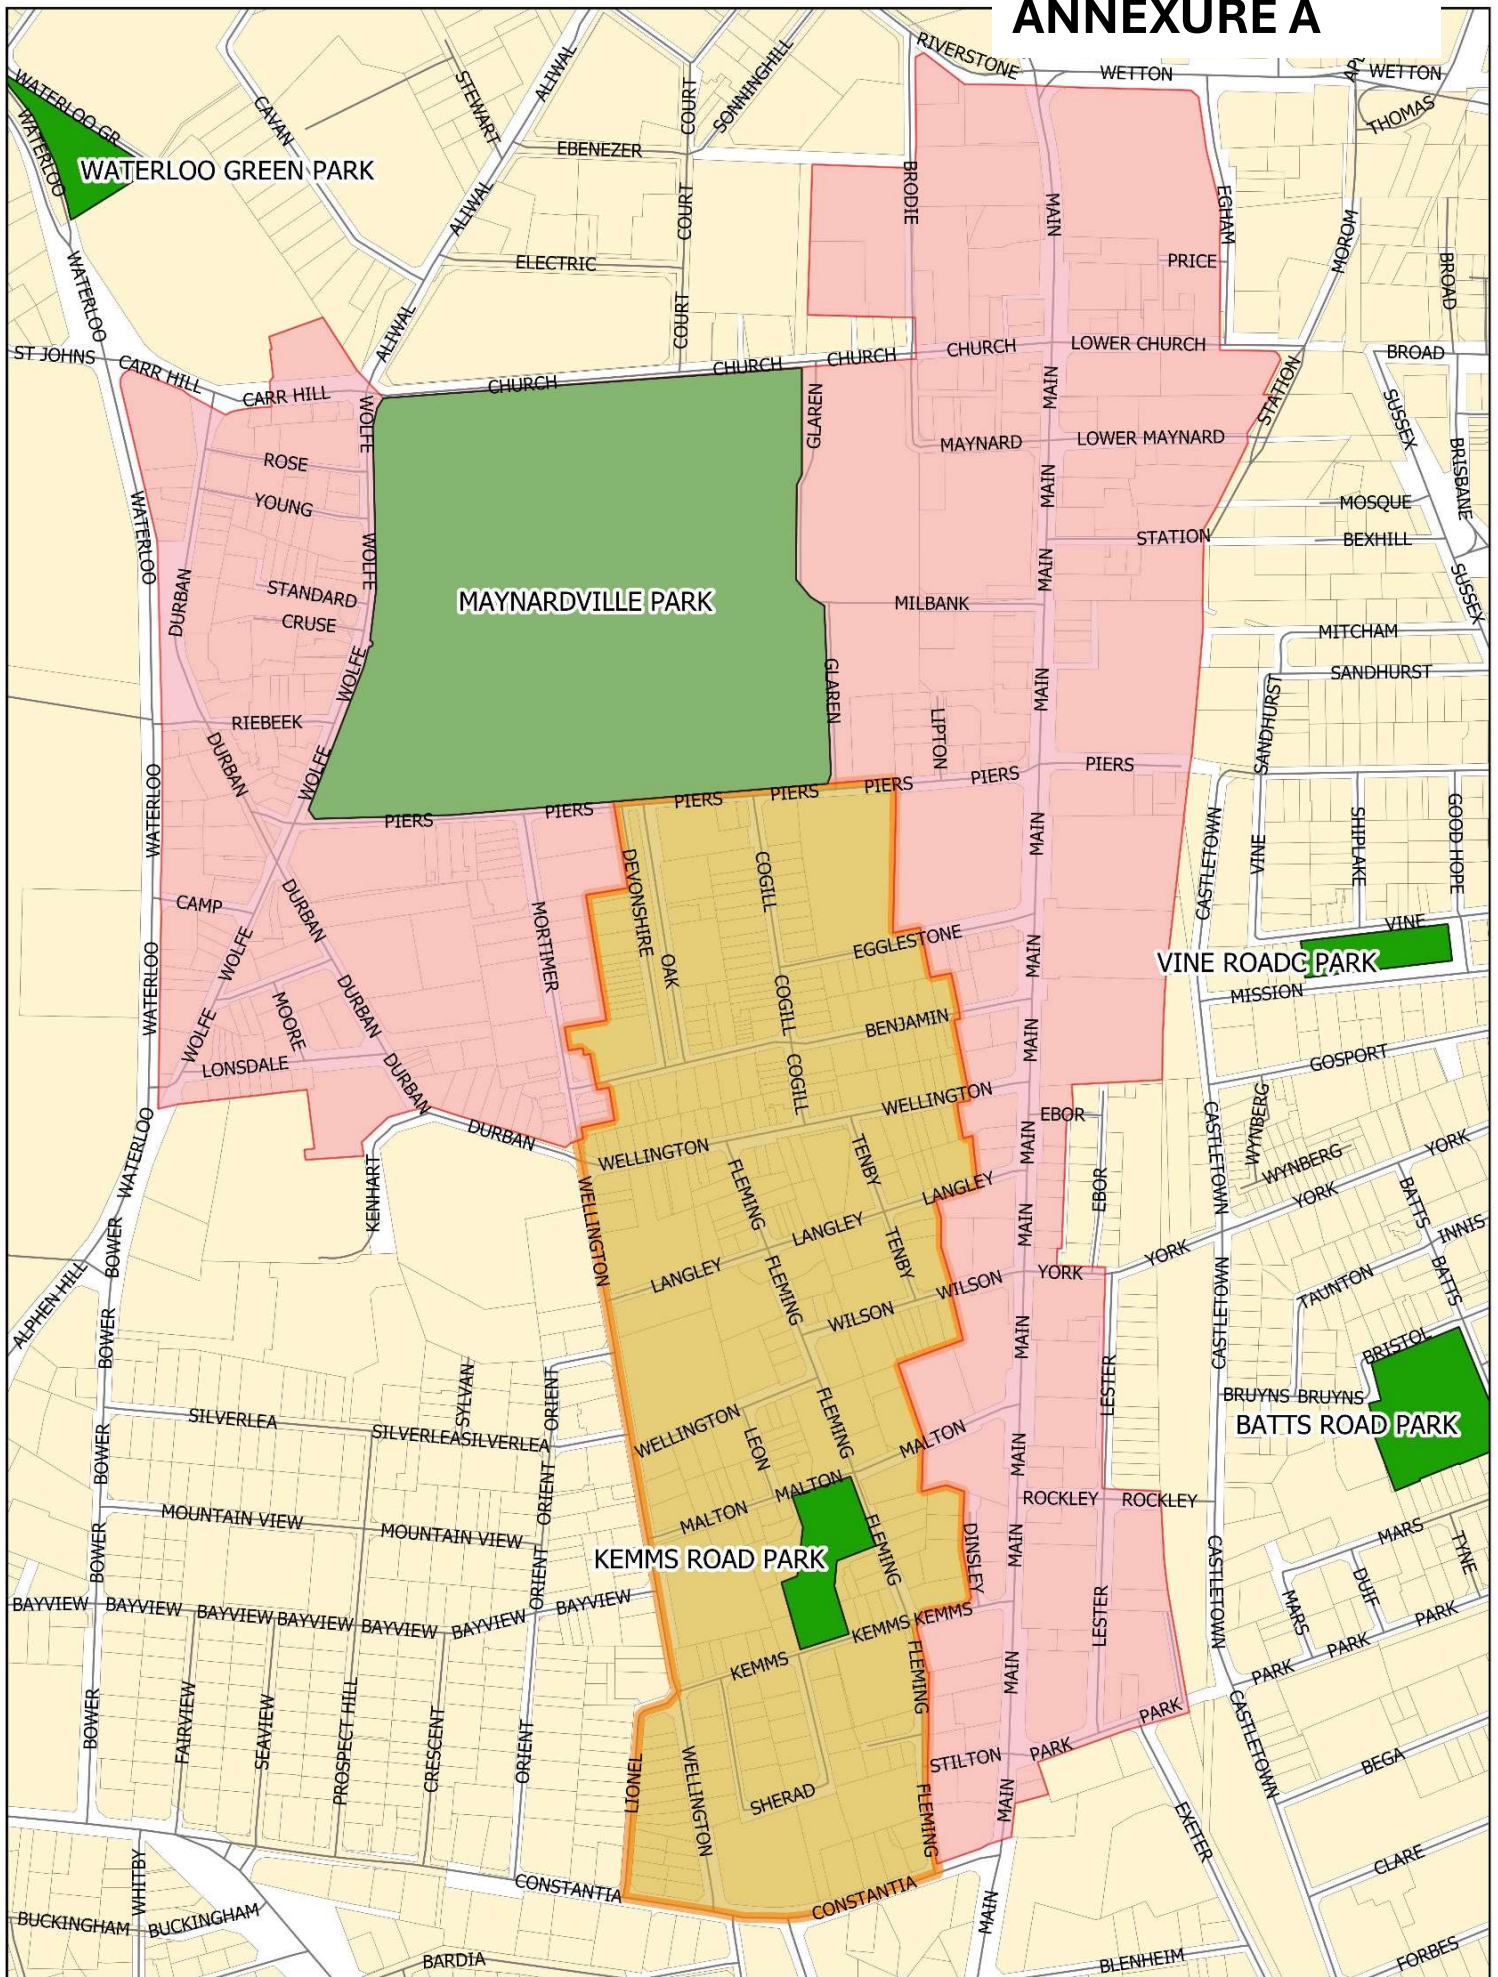 ANNEXURE A
RIVERSTONE
WETTON
WETTON
THOMAS
WATERLOO GR
WATERLOO
WATERLOO GREEN PARK
CAVAN
STEWART
ALIWAL
COURT
SONNINGHILL
EBENEZER
BRODIE
MAIN
EGHAM
MOROM
BROAD
ALIWAL
COURT
ELECTRIC
PRICE
WATERLOO
ALIWAL
COURT
ST JOHNS
CARR HILL
CARR HILL
CHURCH
CHURCH
CHURCH
CHURCH
LOWER CHURCH
BROAD
WOLFE
GLAREN
MAIN
STATION
SUSSEX
BRISBANE
ROSE
MAYNARD
LOWER MAYNARD
YOUNG
MAIN
MOSQUE
WATERLOO
WOLFE
STATION
BEXHILL
DURBAN
STANDARD
MAIN
SUSSEX
CRUSE
MAYNARDVILLE PARK
MILBANK
MITCHAM
WOLFE
GLAREN
MAIN
SANDHURST
SANDHURST
RIEBEEK
LIPTON
DURBAN
WOLFE
PIERS
PIERS
PIERS
PIERS
PIERS
PIERS
PIERS
WATERLOO
MAIN
CASTLETOWN
VINE
SHIPLAKE
GOOD HOPE
DEVONSHIRE
COGILL
CAMP
DURBAN
MORTIMER
VINE
WOLFE
OAK
EGGLESTONE
MAIN
VINE ROADC PARK
WATERLOO
DURBAN
COGILL
MISSION
MOORE
WOLFE
BENJAMIN
MAIN
LONSDALE
DURBAN
COGILL
GOSPORT
WELLINGTON
EBOR
WYNBERG
CASTLETOWN
WATERLOO
DURBAN
WELLINGTON
TENBY
MAIN
WYNBERG
YORK
KENHART
FLEMING
LANGLEY
EBOR
YORK
BATTS
BOWER
WELLINGTON
LANGLEY
TENBY
MAIN
INNIS
ALPHEN HILL
LANGLEY
FLEMING
WILSON
YORK
YORK
TAUNTON
BATTS
BOWER
WILSON
MAIN
CASTLETOWN
BRISTOL
SYLVAN
ORIENT
LESTER
BRUYNS
BRUYNS
SILVERLEA
SILVERLEA
SILVERLEA
WELLINGTON
FLEMING
LEON
MALTON
BATTS ROAD PARK
BOWER
MAIN
ORIENT
MALTON
MALTON
ROCKLEY
ROCKLEY
MOUNTAIN VIEW
MOUNTAIN VIEW
BOWER
KEMMS ROAD PARK
FLEMING
DINSLEY
MAIN
CASTLETOWN
MARS
TYNE
ORIENT
DUIF
MARS
BAYVIEW
BAYVIEW
BAYVIEW
BAYVIEW
BAYVIEW
BAYVIEW
BAYVIEW
KEMMS
KEMMS
LESTER
PARK
PARK
PARK
KEMMS
FLEMING
MAIN
BOWER
FAIRVIEW
SEAVIEW
PROSPECT HILL
CRESCENT
ORIENT
PARK
PARK
CASTLETOWN
STILTON
LIONEL
WELLINGTON
SHERAD
FLEMING
MAIN
BEGA
EXETER
WHITBY
CONSTANTIA
CONSTANTIA
CLARE
BUCKINGHAM
BUCKINGHAM
MAIN
BARDIA
BLENHEIM
FORBES